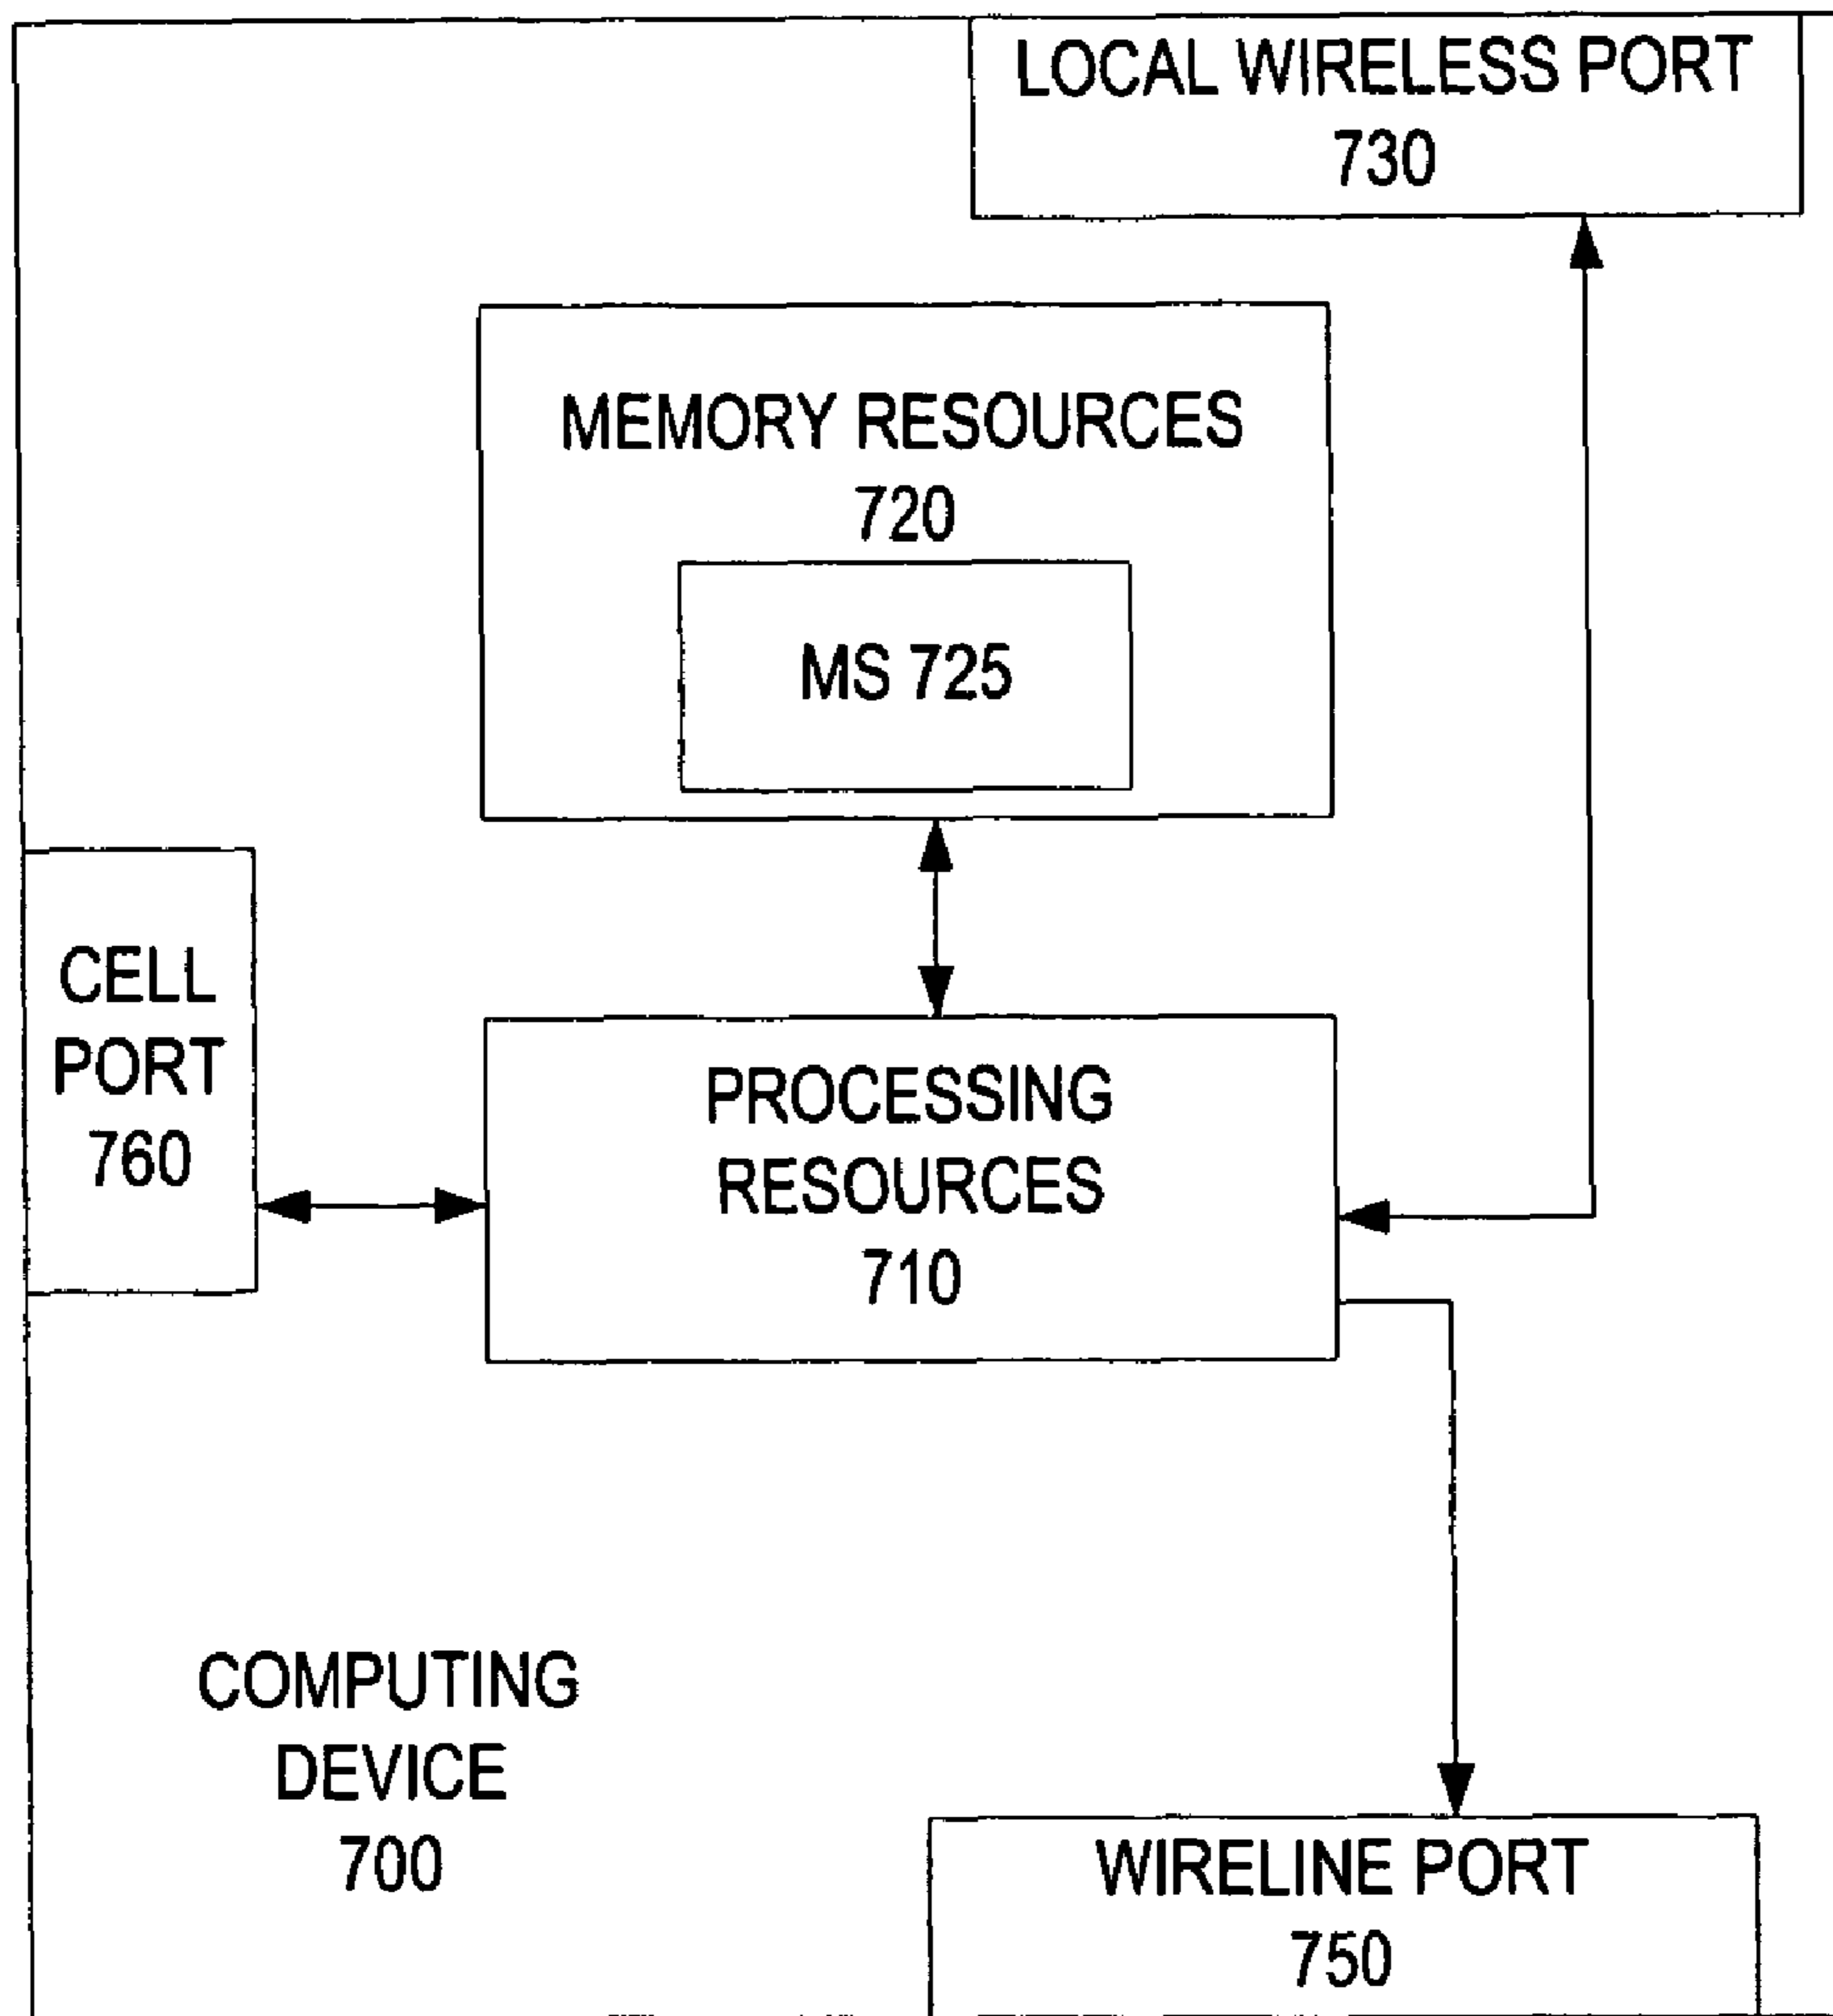 LOCAL WIRELESS PORT
730
MEMORY RESOURCES
720
MS 725
CELL
PORT
760
PROCESSING
RESOURCES
710
COMPUTING
DEVICE
700
WIRELINE PORT
750